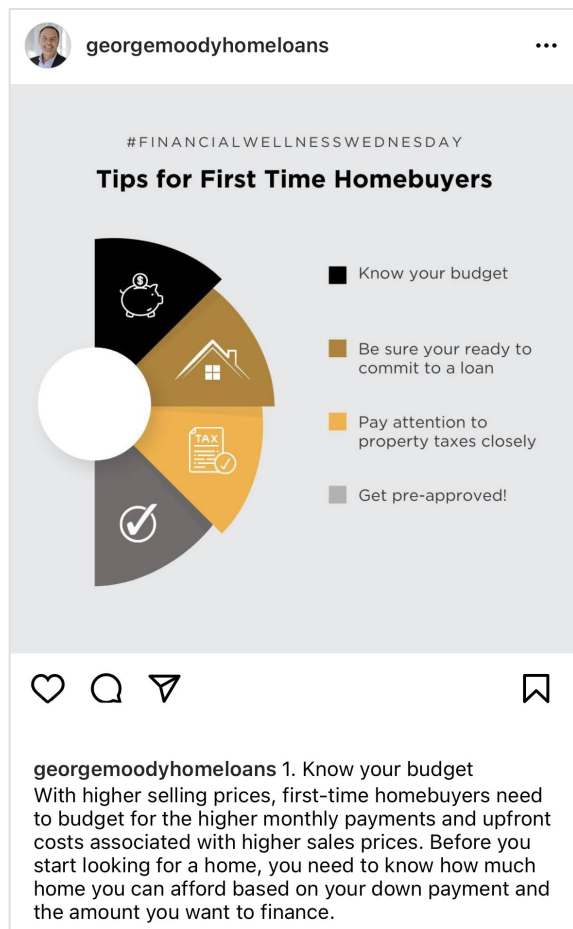 georgemoodyhomeloans
#FINANCIALWELLNESSWEDNESDAY
Tips for First Time Homebuyers
$
Know your budget
Be sure your ready to
commit to a loan
TAX
Pay attention to
property taxes closely
Get pre-approved!
georgemoodyhomeloans 1. Know your budget
With higher selling prices, first-time homebuyers need
to budget for the higher monthly payments and upfront
costs associated with higher sales prices. Before you
start looking for a home, you need to know how much
home you can afford based on your down payment and
the amount you want to finance.